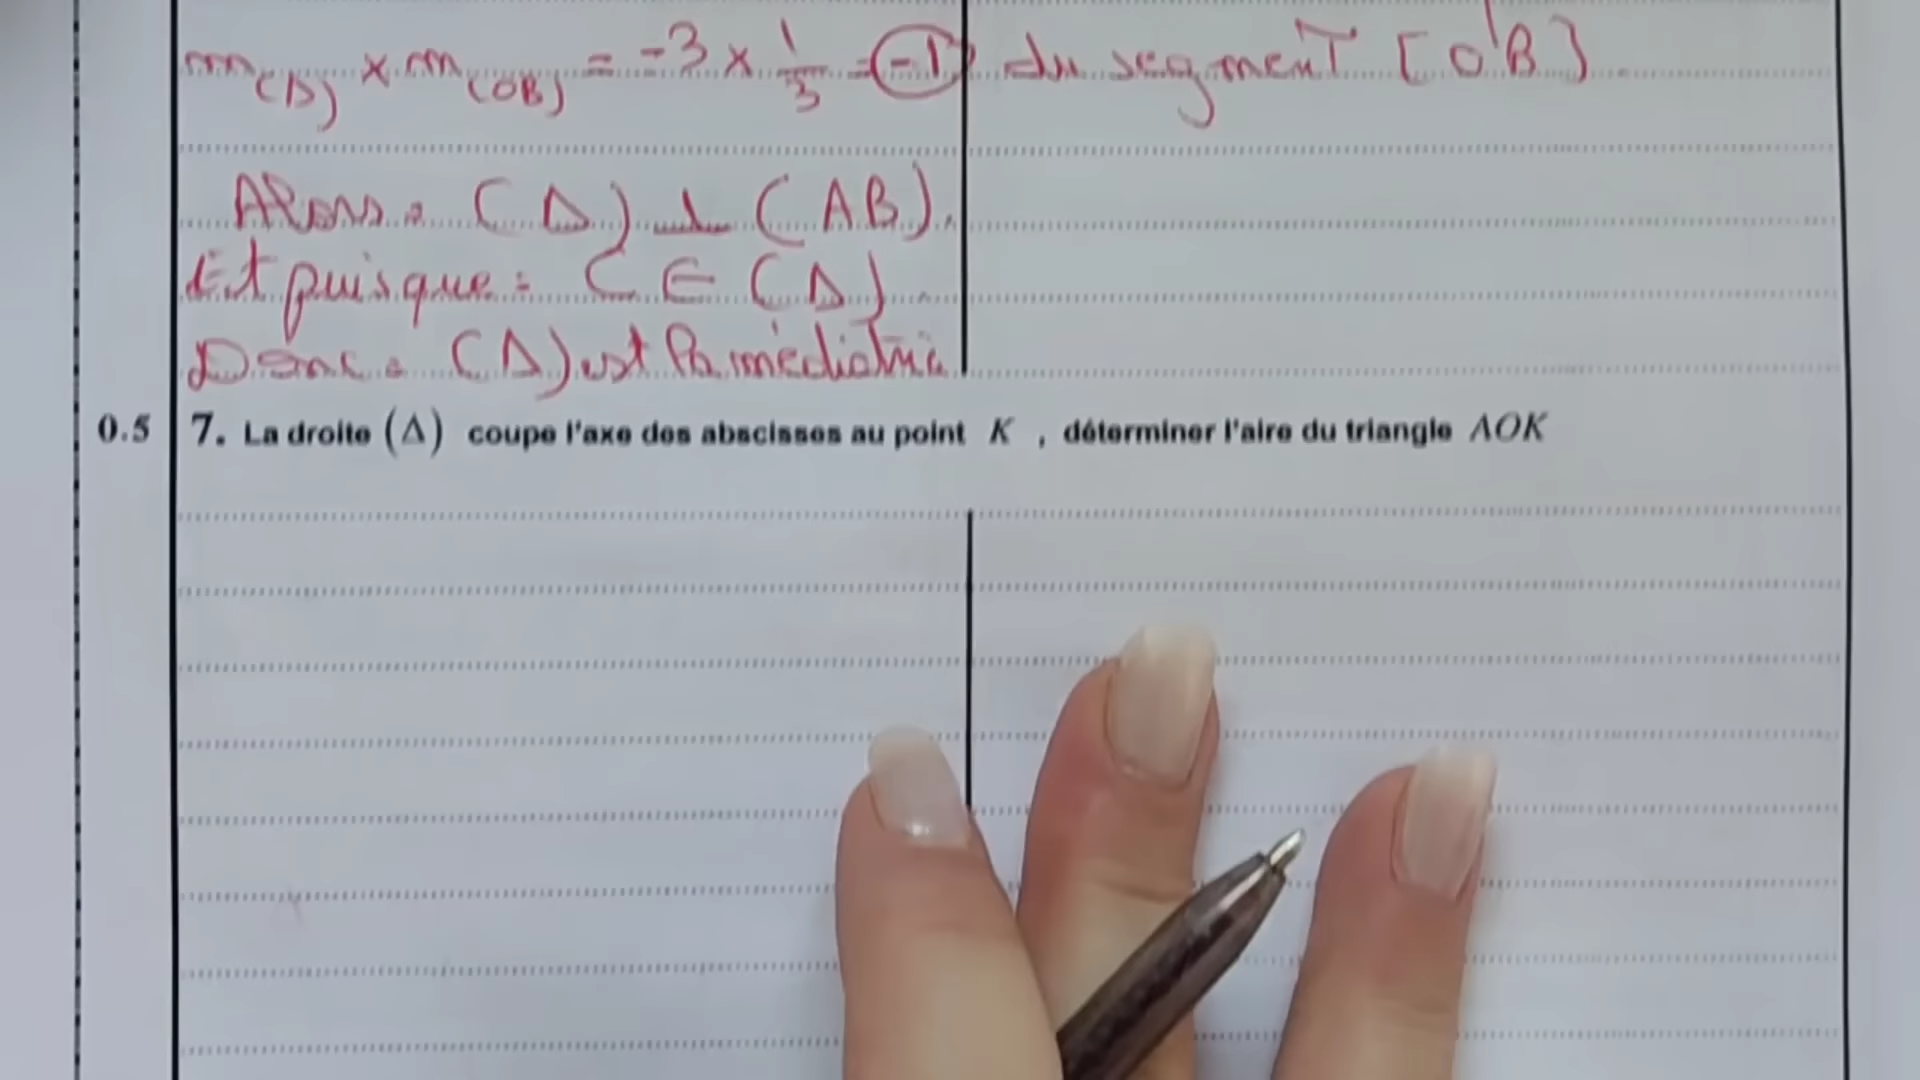 m(Δ) × m(OB) = -3 × 1/3 = -1
du segment [OB]
Alors: (Δ) ⊥ (AB).
Et puisque: C ∈ (Δ).
Donc: (Δ) est la médiatrice
0.5 7. La droite (Δ) coupe l'axe des abscisses au point K , déterminer l'aire du triangle AOK